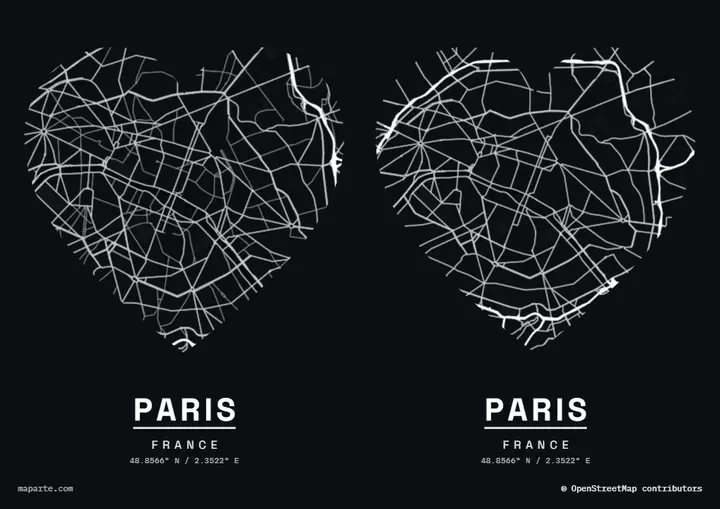 PARIS
FRANCE
48.8566° N / 2.3522° E
PARIS
FRANCE
48.8566° N / 2.3522° E
maparte.com
© OpenStreetMap contributors